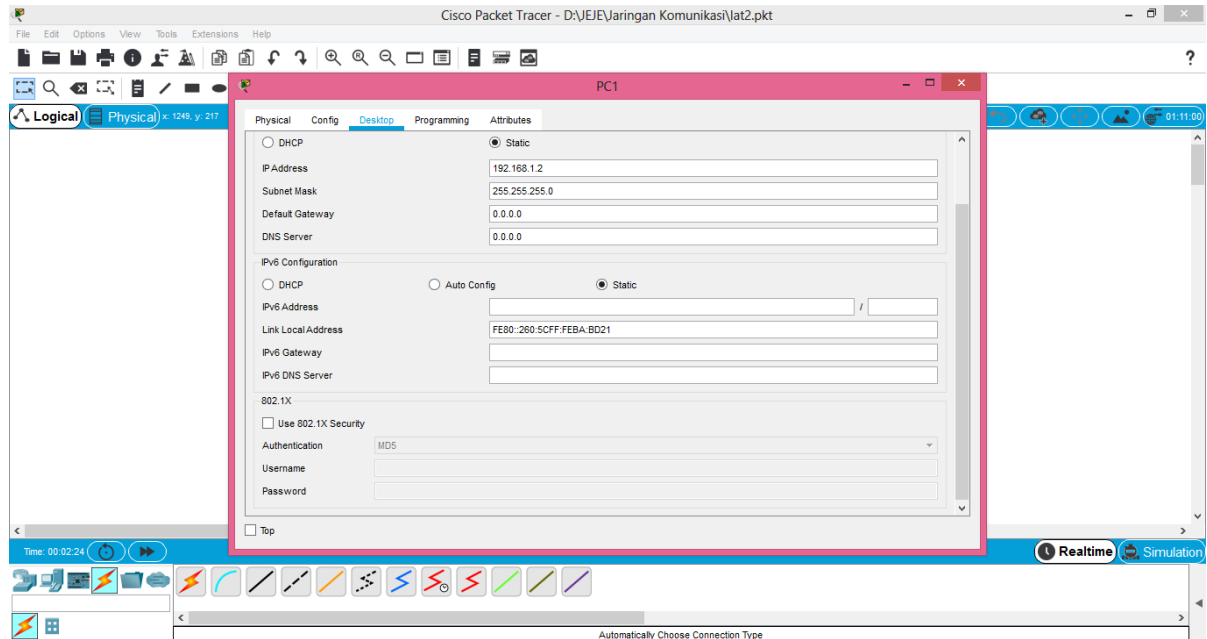 Cisco Packet Tracer - D:\JEJE\Jaringan Komunikasi\lat2.pkt
File Edit Options View Tools Extensions Help
?
PC1
Logical Physical x: 1249, y: 217
01:11:00
Physical Config Desktop Programming Attributes
DHCP Static
IP Address 192.168.1.2
Subnet Mask 255.255.255.0
Default Gateway 0.0.0.0
DNS Server 0.0.0.0
IPv6 Configuration
DHCP Auto Config Static
IPv6 Address /
Link Local Address FE80::260:5CFF:FEBA:BD21
IPv6 Gateway
IPv6 DNS Server
802.1X
Use 802.1X Security
Authentication MD5
Username
Password
Top
Time: 00:02:24 Realtime Simulation
Automatically Choose Connection Type